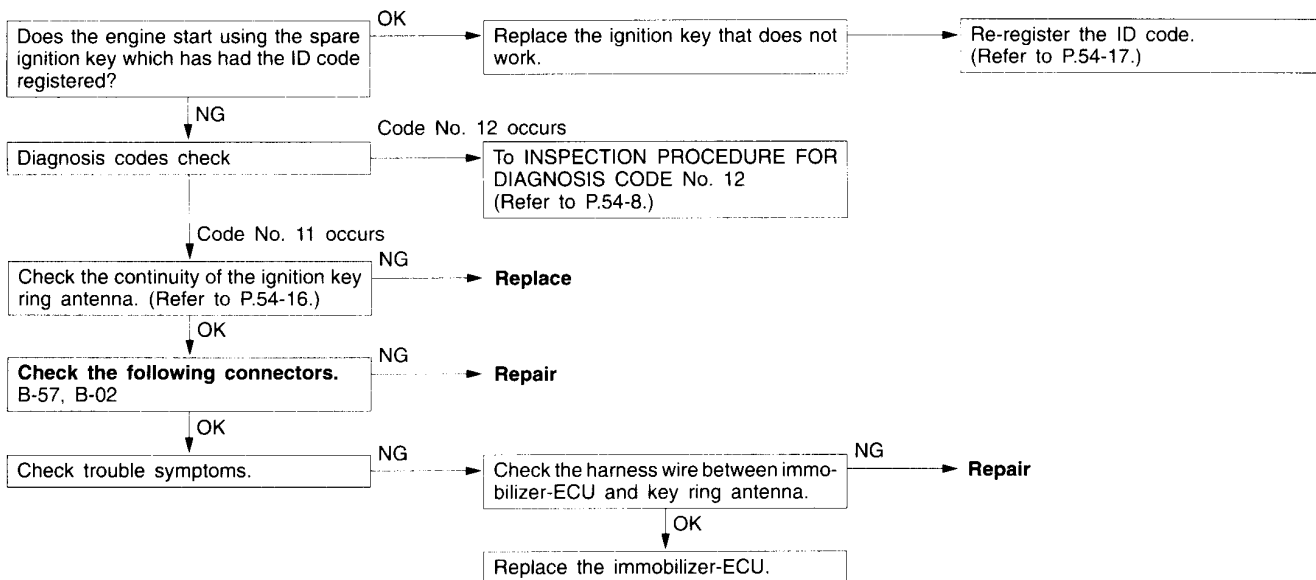 OK
Does the engine start using the spare
ignition key which has had the ID code
registered?
Replace the ignition key that does not
work.
Re-register the ID code.
(Refer to P.54-17.)
NG
Code No. 12 occurs
Diagnosis codes check
To INSPECTION PROCEDURE FOR
DIAGNOSIS CODE No. 12
(Refer to P.54-8.)
Code No. 11 occurs
Check the continuity of the ignition key
ring antenna. (Refer to P.54-16.)
NG
Replace
OK
Check the following connectors.
B-57, B-02
NG
Repair
OK
Check trouble symptoms.
NG
Check the harness wire between immo-
bilizer-ECU and key ring antenna.
NG
Repair
OK
Replace the immobilizer-ECU.